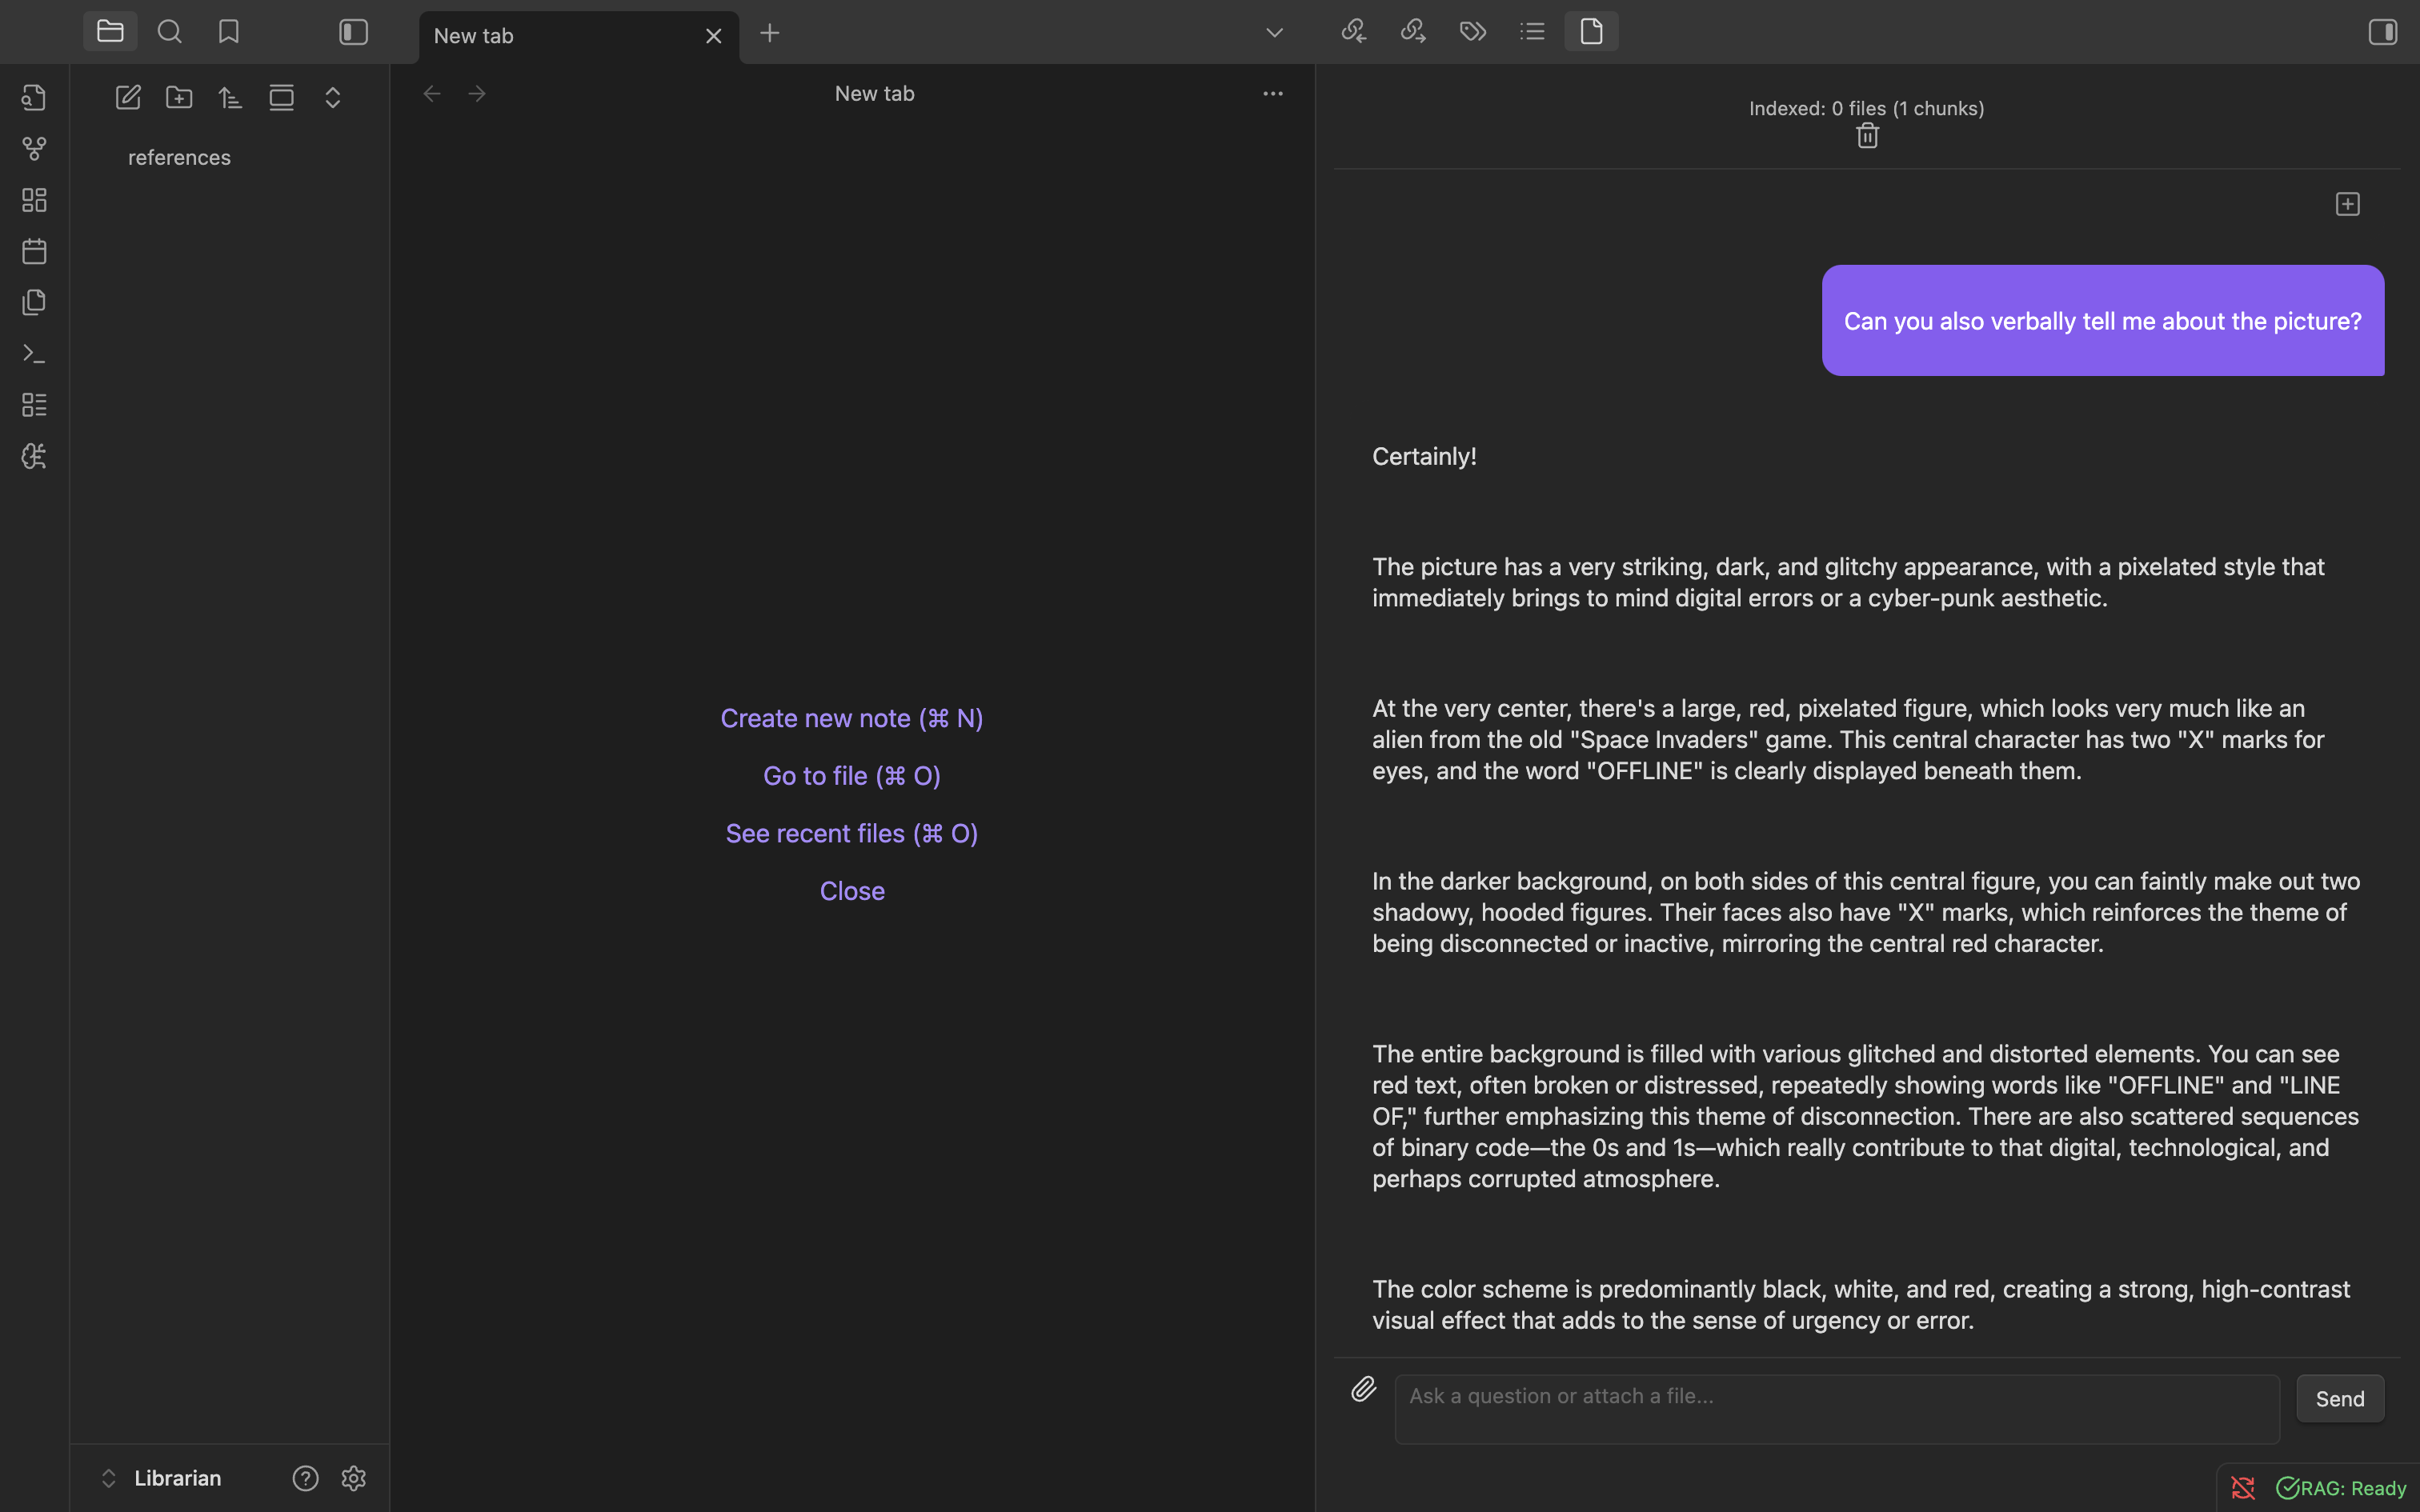 New tab
New tab
references
Create new note (⌘ N)
Go to file (⌘ O)
See recent files (⌘ O)
Close
Librarian
Indexed: 0 files (1 chunks)
Can you also verbally tell me about the picture?
Certainly!
The picture has a very striking, dark, and glitchy appearance, with a pixelated style that
immediately brings to mind digital errors or a cyber-punk aesthetic.
At the very center, there's a large, red, pixelated figure, which looks very much like an
alien from the old "Space Invaders" game. This central character has two "X" marks for
eyes, and the word "OFFLINE" is clearly displayed beneath them.
In the darker background, on both sides of this central figure, you can faintly make out two
shadowy, hooded figures. Their faces also have "X" marks, which reinforces the theme of
being disconnected or inactive, mirroring the central red character.
The entire background is filled with various glitched and distorted elements. You can see
red text, often broken or distressed, repeatedly showing words like "OFFLINE" and "LINE
OF," further emphasizing this theme of disconnection. There are also scattered sequences
of binary code—the 0s and 1s—which really contribute to that digital, technological, and
perhaps corrupted atmosphere.
The color scheme is predominantly black, white, and red, creating a strong, high-contrast
visual effect that adds to the sense of urgency or error.
Ask a question or attach a file...
Send
RAG: Ready